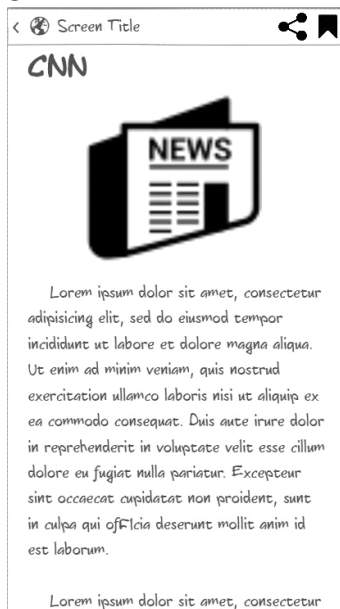 Screen Title
CNN
NEWS
Lorem ipsum dolor sit amet, consectetur
adipisicing elit, sed do eiusmod tempor
incididunt ut labore et dolore magna aliqua.
Ut enim ad minim veniam, quis nostrud
exercitation ullamco laboris nisi ut aliquip ex
ea commodo consequat. Duis aute irure dolor
in reprehenderit in voluptate velit esse cillum
dolore eu fugiat nulla pariatur. Excepteur
sint occaecat cupidatat non proident, sunt
in culpa qui offlcia deserunt mollit anim id
est laborum.
Lorem ipsum dolor sit amet, consectetur